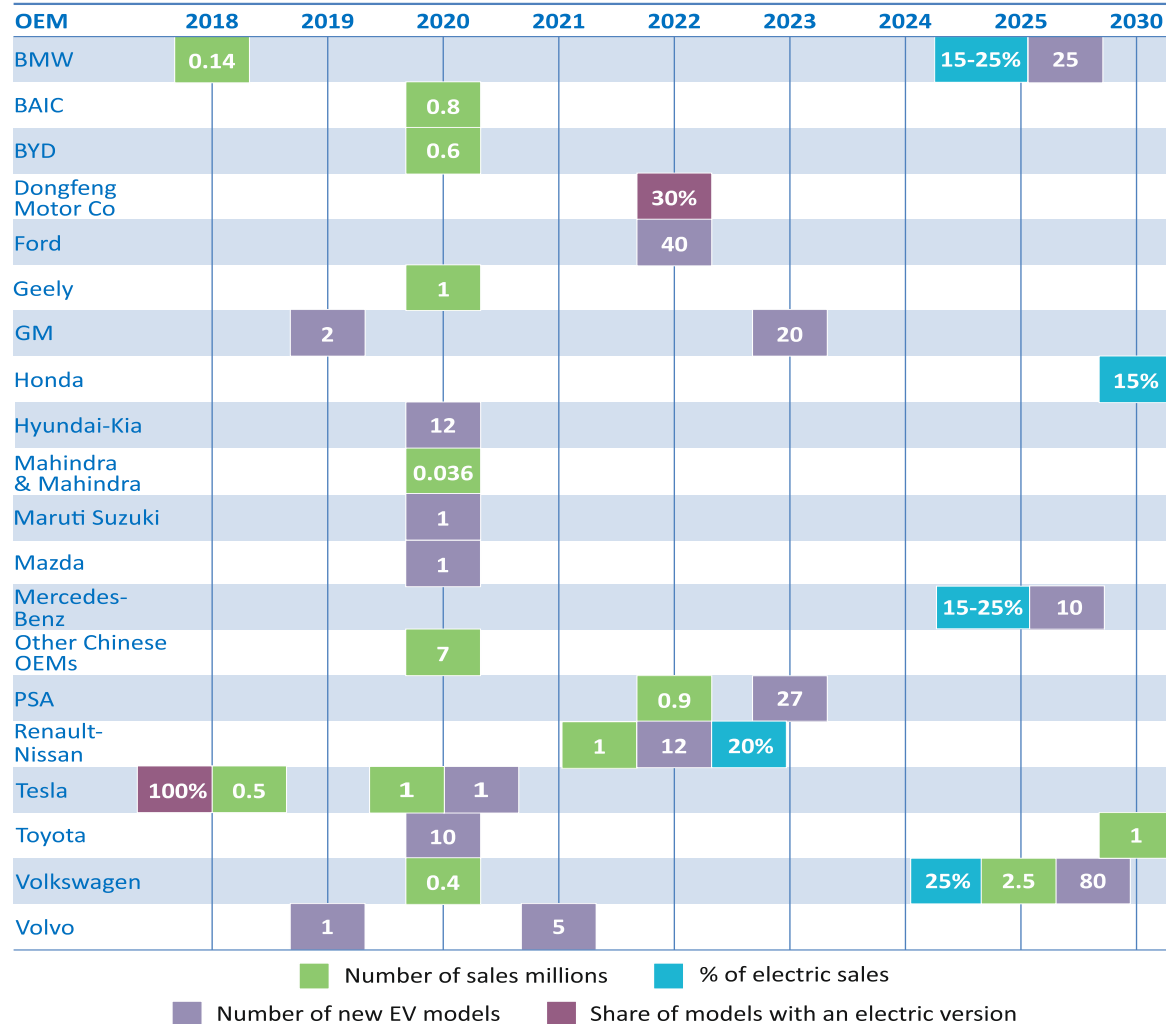 OEM 2018 2019 2020 2021 2022 2023 2024 2025 2030
BMW 0.14 15-25% 25
BAIC 0.8
BYD 0.6
Dongfeng
Motor Co 30%
Ford 40
Geely 1
GM 2 20
Honda 15%
Hyundai-Kia 12
Mahindra
& Mahindra 0.036
Maruti Suzuki 1
Mazda 1
Mercedes-
Benz 15-25% 10
Other Chinese
OEMs 7
PSA 0.9 27
Renault-
Nissan 1 12 20%
Tesla 100% 0.5 1 1
Toyota 10 1
Volkswagen 0.4 25% 2.5 80
Volvo 1 5
Number of sales millions % of electric sales
Number of new EV models Share of models with an electric version